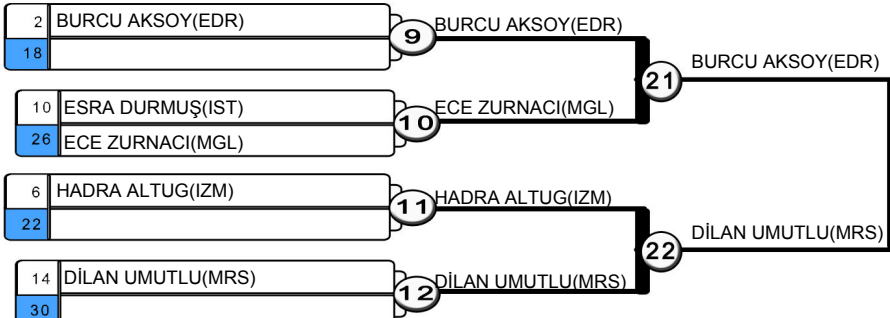 2 BURCU AKSOY(EDR)
18
9 BURCU AKSOY(EDR)
21 BURCU AKSOY(EDR)
10 ESRA DURMUŞ(IST)
26 ECE ZURNACI(MGL)
10 ECE ZURNACI(MGL)
6 HADRA ALTUG(IZM)
22
11 HADRA ALTUG(IZM)
22 DİLAN UMUTLU(MRS)
14 DİLAN UMUTLU(MRS)
30
12 DİLAN UMUTLU(MRS)